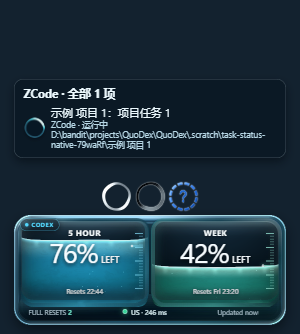 ZCode · 全部 1 项
示例 项目 1：项目任务 1
ZCode · 运行中
D:\bandit\projects\QuoDex\QuoDex\.scratch\task-status-
native-79waRf\示例 项目 1
?
CODEX
5 HOUR
76% LEFT
Resets 22:44
WEEK
42% LEFT
Resets Fri 23:20
FULL RESETS 2
US · 246 ms
Updated now